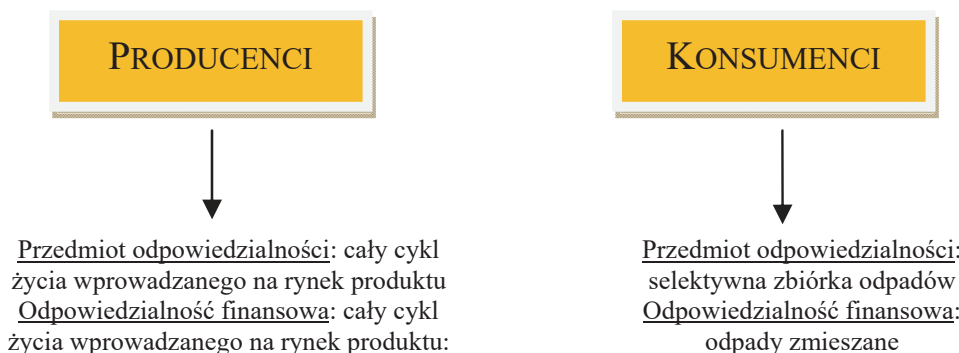 PRODUCENCI
Przedmiot odpowiedzialności: cały cykl
życia wprowadzanego na rynek produktu
Odpowiedzialność finansowa: cały cykl
życia wprowadzanego na rynek produktu:
KONSUMENCI
Przedmiot odpowiedzialności:
selektywna zbiórka odpadów
Odpowiedzialność finansowa:
odpady zmieszane